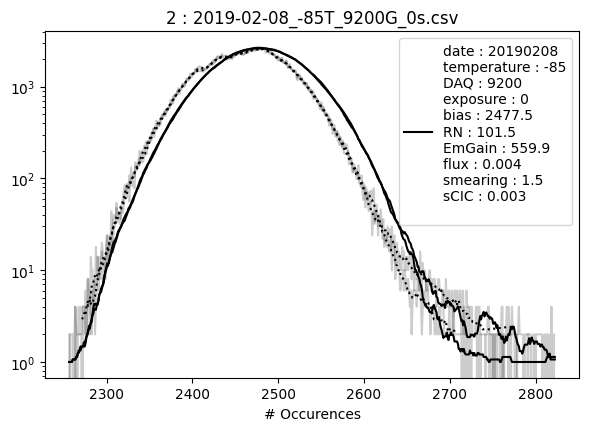 2 : 2019-02-08_-85T_9200G_0s.csv
date : 20190208
temperature : -85
DAQ : 9200
exposure : 0
bias : 2477.5
RN : 101.5
EmGain : 559.9
flux : 0.004
smearing : 1.5
sCIC : 0.003
10³
10²
10¹
10⁰
2300 2400 2500 2600 2700 2800
# Occurences